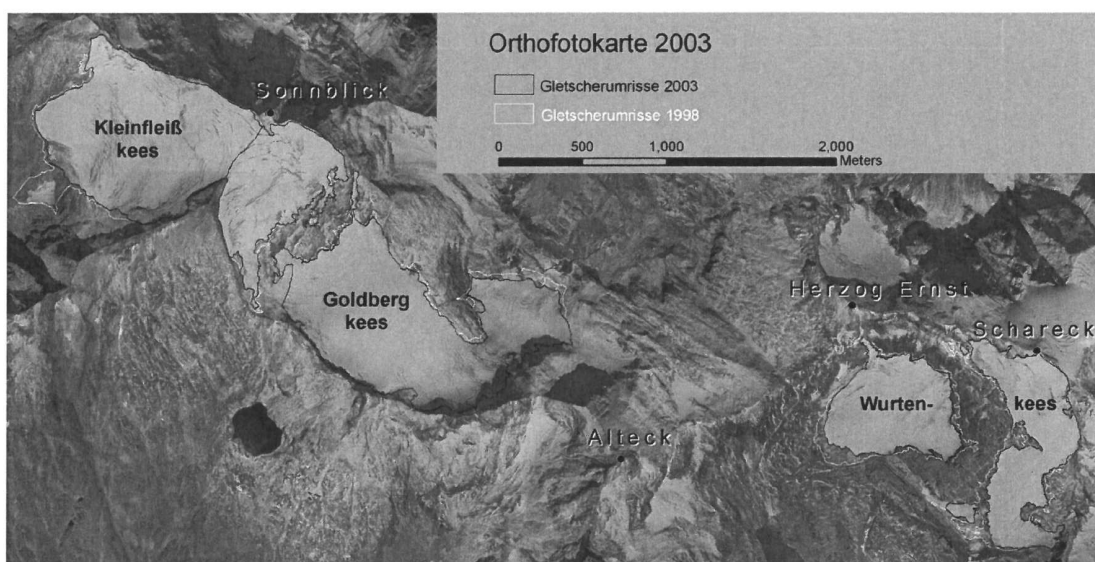 Orthofotokarte 2003
Gletscherumrisse 2003
Gletscherumrisse 1998
0 500 1,000 2,000
Meters
Sonnblick
Kleinfleiß
kees
Goldberg
kees
Herzog Ernst
Schareck
Wurten- kees
Alteck